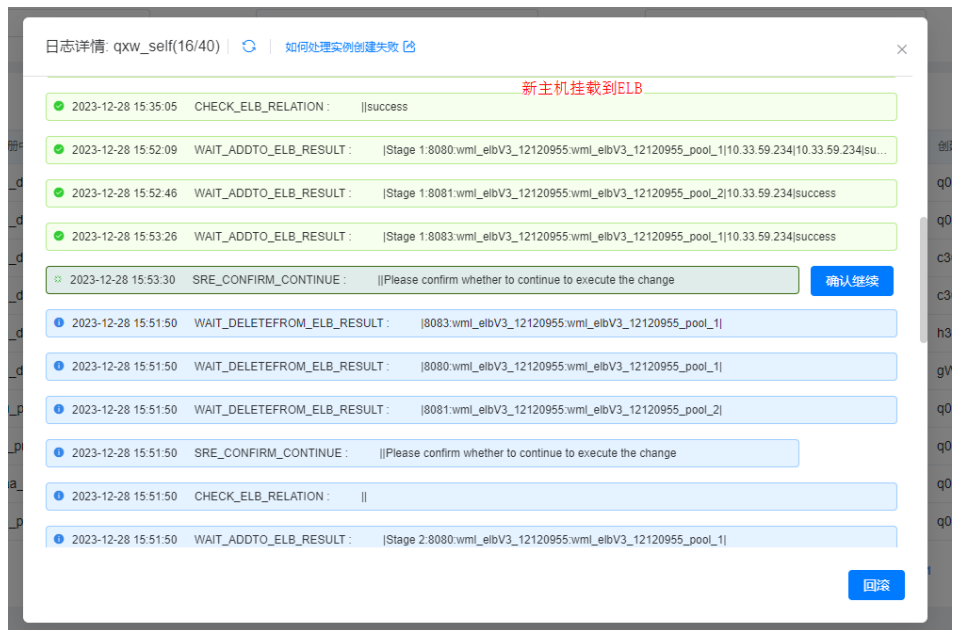 日志详情: qxw_self(16/40)
如何处理实例创建失败
新主机挂载到ELB
2023-12-28 15:35:05 CHECK_ELB_RELATION : ||success
2023-12-28 15:52:09 WAIT_ADDTO_ELB_RESULT : |Stage 1:8080:wml_elbV3_12120955:wml_elbV3_12120955_pool_1|10.33.59.234|10.33.59.234|su...
2023-12-28 15:52:46 WAIT_ADDTO_ELB_RESULT : |Stage 1:8081:wml_elbV3_12120955:wml_elbV3_12120955_pool_2|10.33.59.234|success
2023-12-28 15:53:26 WAIT_ADDTO_ELB_RESULT : |Stage 1:8083:wml_elbV3_12120955:wml_elbV3_12120955_pool_1|10.33.59.234|success
2023-12-28 15:53:30 SRE_CONFIRM_CONTINUE : ||Please confirm whether to continue to execute the change 确认继续
2023-12-28 15:51:50 WAIT_DELETEFROM_ELB_RESULT : |8083:wml_elbV3_12120955:wml_elbV3_12120955_pool_1|
2023-12-28 15:51:50 WAIT_DELETEFROM_ELB_RESULT : |8080:wml_elbV3_12120955:wml_elbV3_12120955_pool_1|
2023-12-28 15:51:50 WAIT_DELETEFROM_ELB_RESULT : |8081:wml_elbV3_12120955:wml_elbV3_12120955_pool_2|
2023-12-28 15:51:50 SRE_CONFIRM_CONTINUE : ||Please confirm whether to continue to execute the change
2023-12-28 15:51:50 CHECK_ELB_RELATION : ||
2023-12-28 15:51:50 WAIT_ADDTO_ELB_RESULT : |Stage 2:8080:wml_elbV3_12120955:wml_elbV3_12120955_pool_1|
回滚